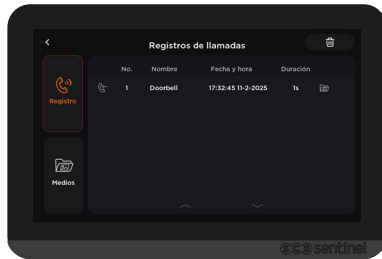 Registros de llamadas
No. Nombre Fecha y hora Duración
1 Doorbell 17:32:45 11-2-2025 1s
Registro
Medios
eco sentinel